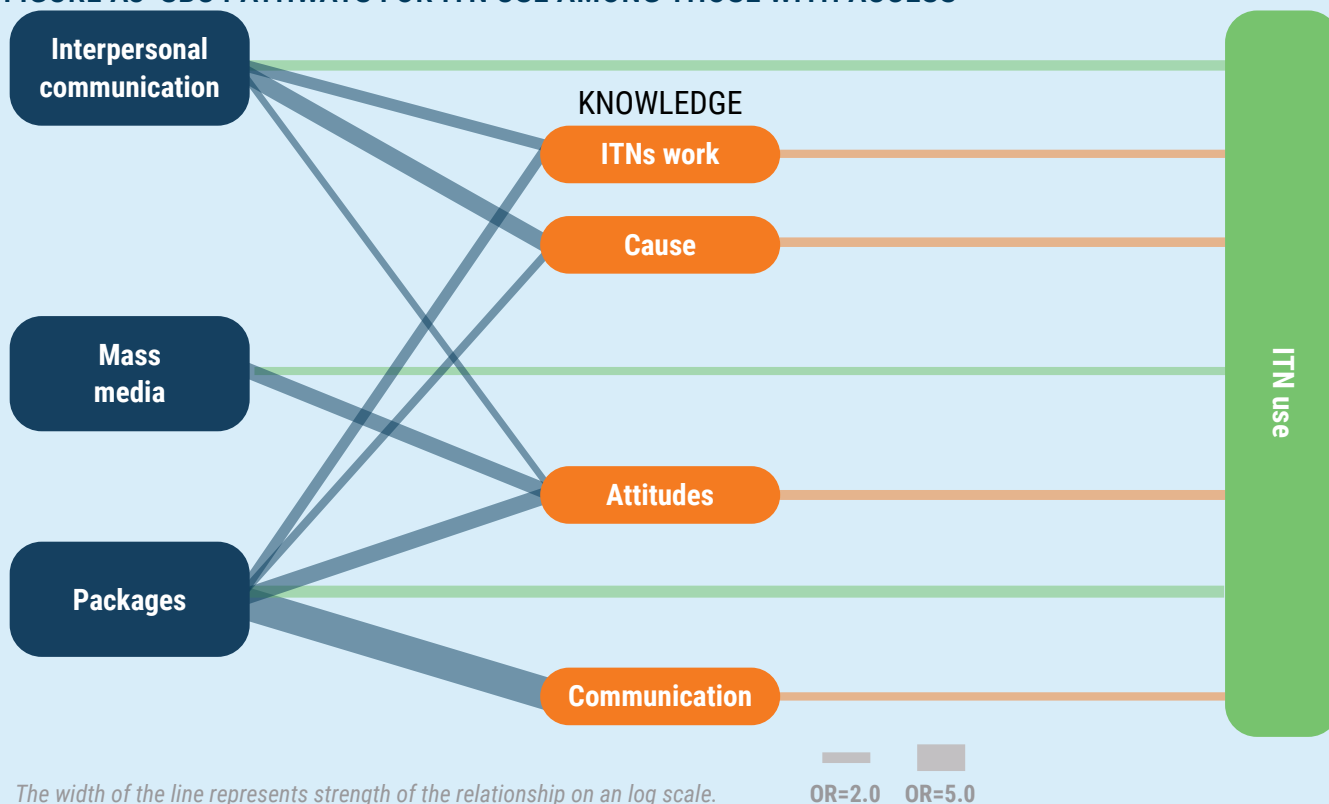 Interpersonal
communication
KNOWLEDGE
ITNs work
Cause
Mass
media
ITN use
Attitudes
Packages
Communication
The width of the line represents strength of the relationship on an log scale.
OR=2.0 OR=5.0